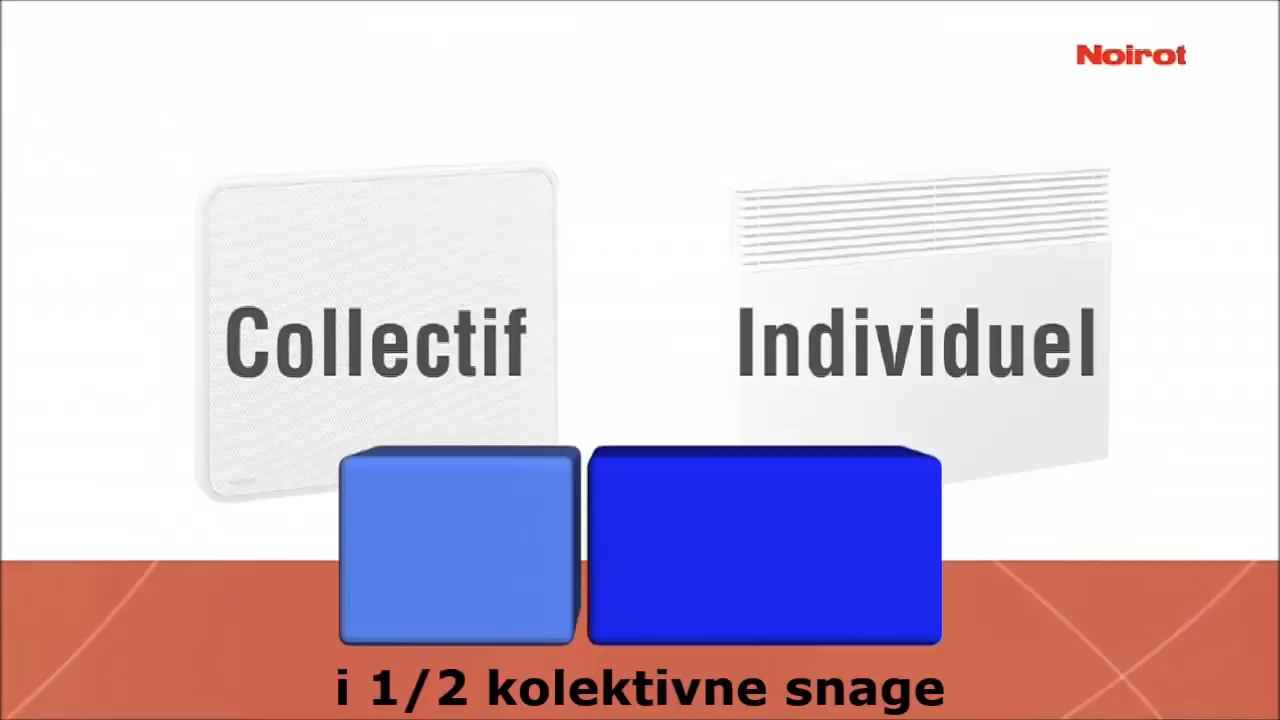 Noirot
Collectif
Individuel
i 1/2 kolektivne snage